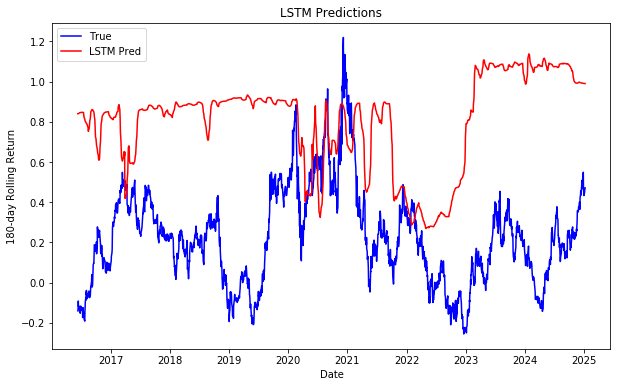 LSTM Predictions
True
LSTM Pred
180-day Rolling Return
1.2
1.0
0.8
0.6
0.4
0.2
0.0
−0.2
2017 2018 2019 2020 2021 2022 2023 2024 2025
Date